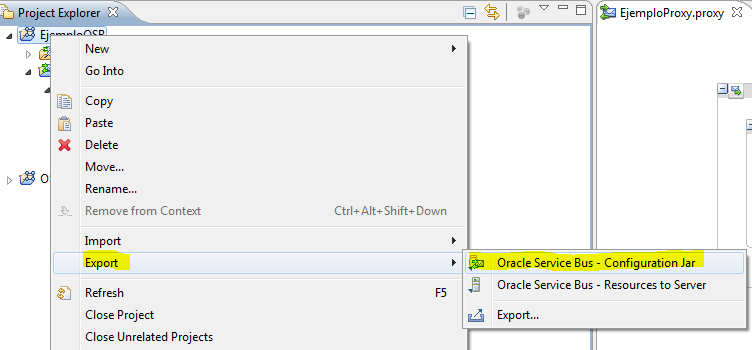 Project Explorer
EjemploProxy.proxy
EjemploOSB
New
Go Into
Copy
Paste
Delete
Move...
Rename...
Remove from Context Ctrl+Alt+Shift+Down
Import
Export
Oracle Service Bus - Configuration Jar
Oracle Service Bus - Resources to Server
Export...
Refresh F5
Close Project
Close Unrelated Projects